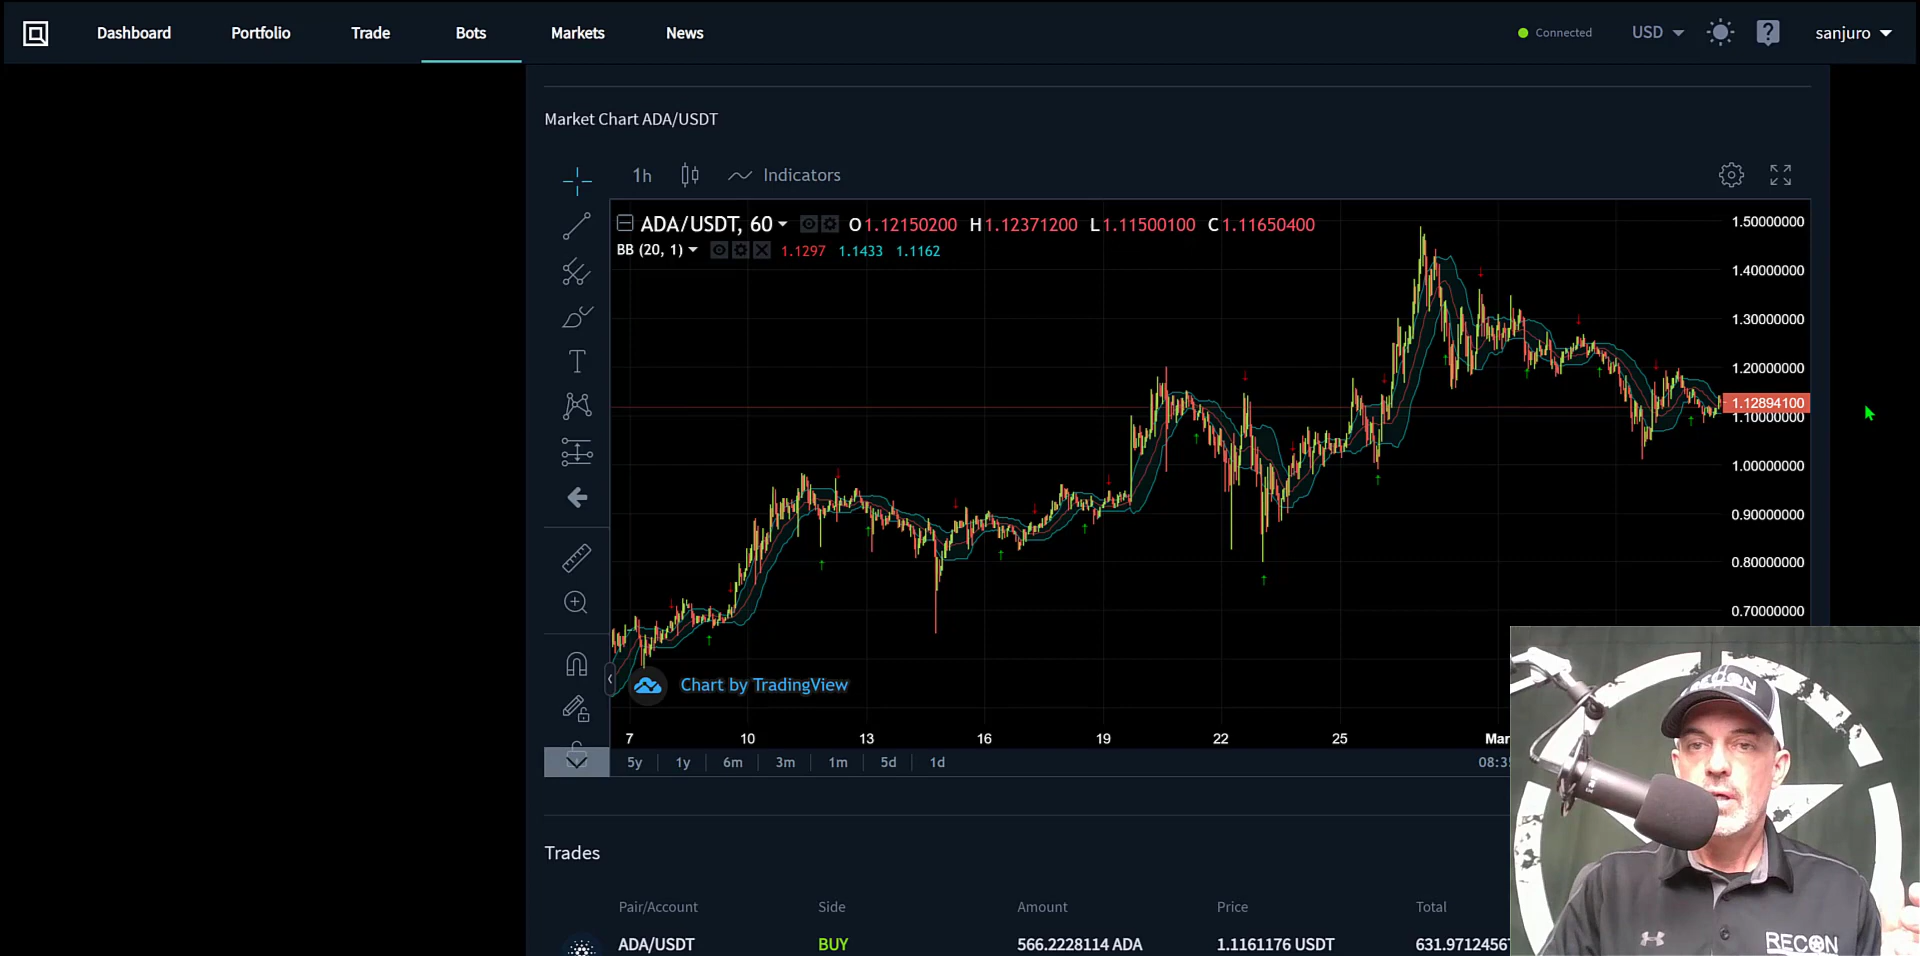 Dashboard Portfolio Trade Bots Markets News Connected USD ? sanjuro
Market Chart ADA/USDT
1h Indicators
ADA/USDT, 60 O1.12150200 H1.12371200 L1.11500100 C1.11650400
BB (20, 1) 1.1297 1.1433 1.1162
1.50000000
1.40000000
1.30000000
1.20000000
1.12894100
1.10000000
1.00000000
0.90000000
0.80000000
0.70000000
T
Chart by TradingView
7 10 13 16 19 22 25 Mar
5y 1y 6m 3m 1m 5d 1d
Trades
Pair/Account Side Amount Price Total
ADA/USDT BUY 566.2228114 ADA 1.1161176 USDT
RECON
RECON